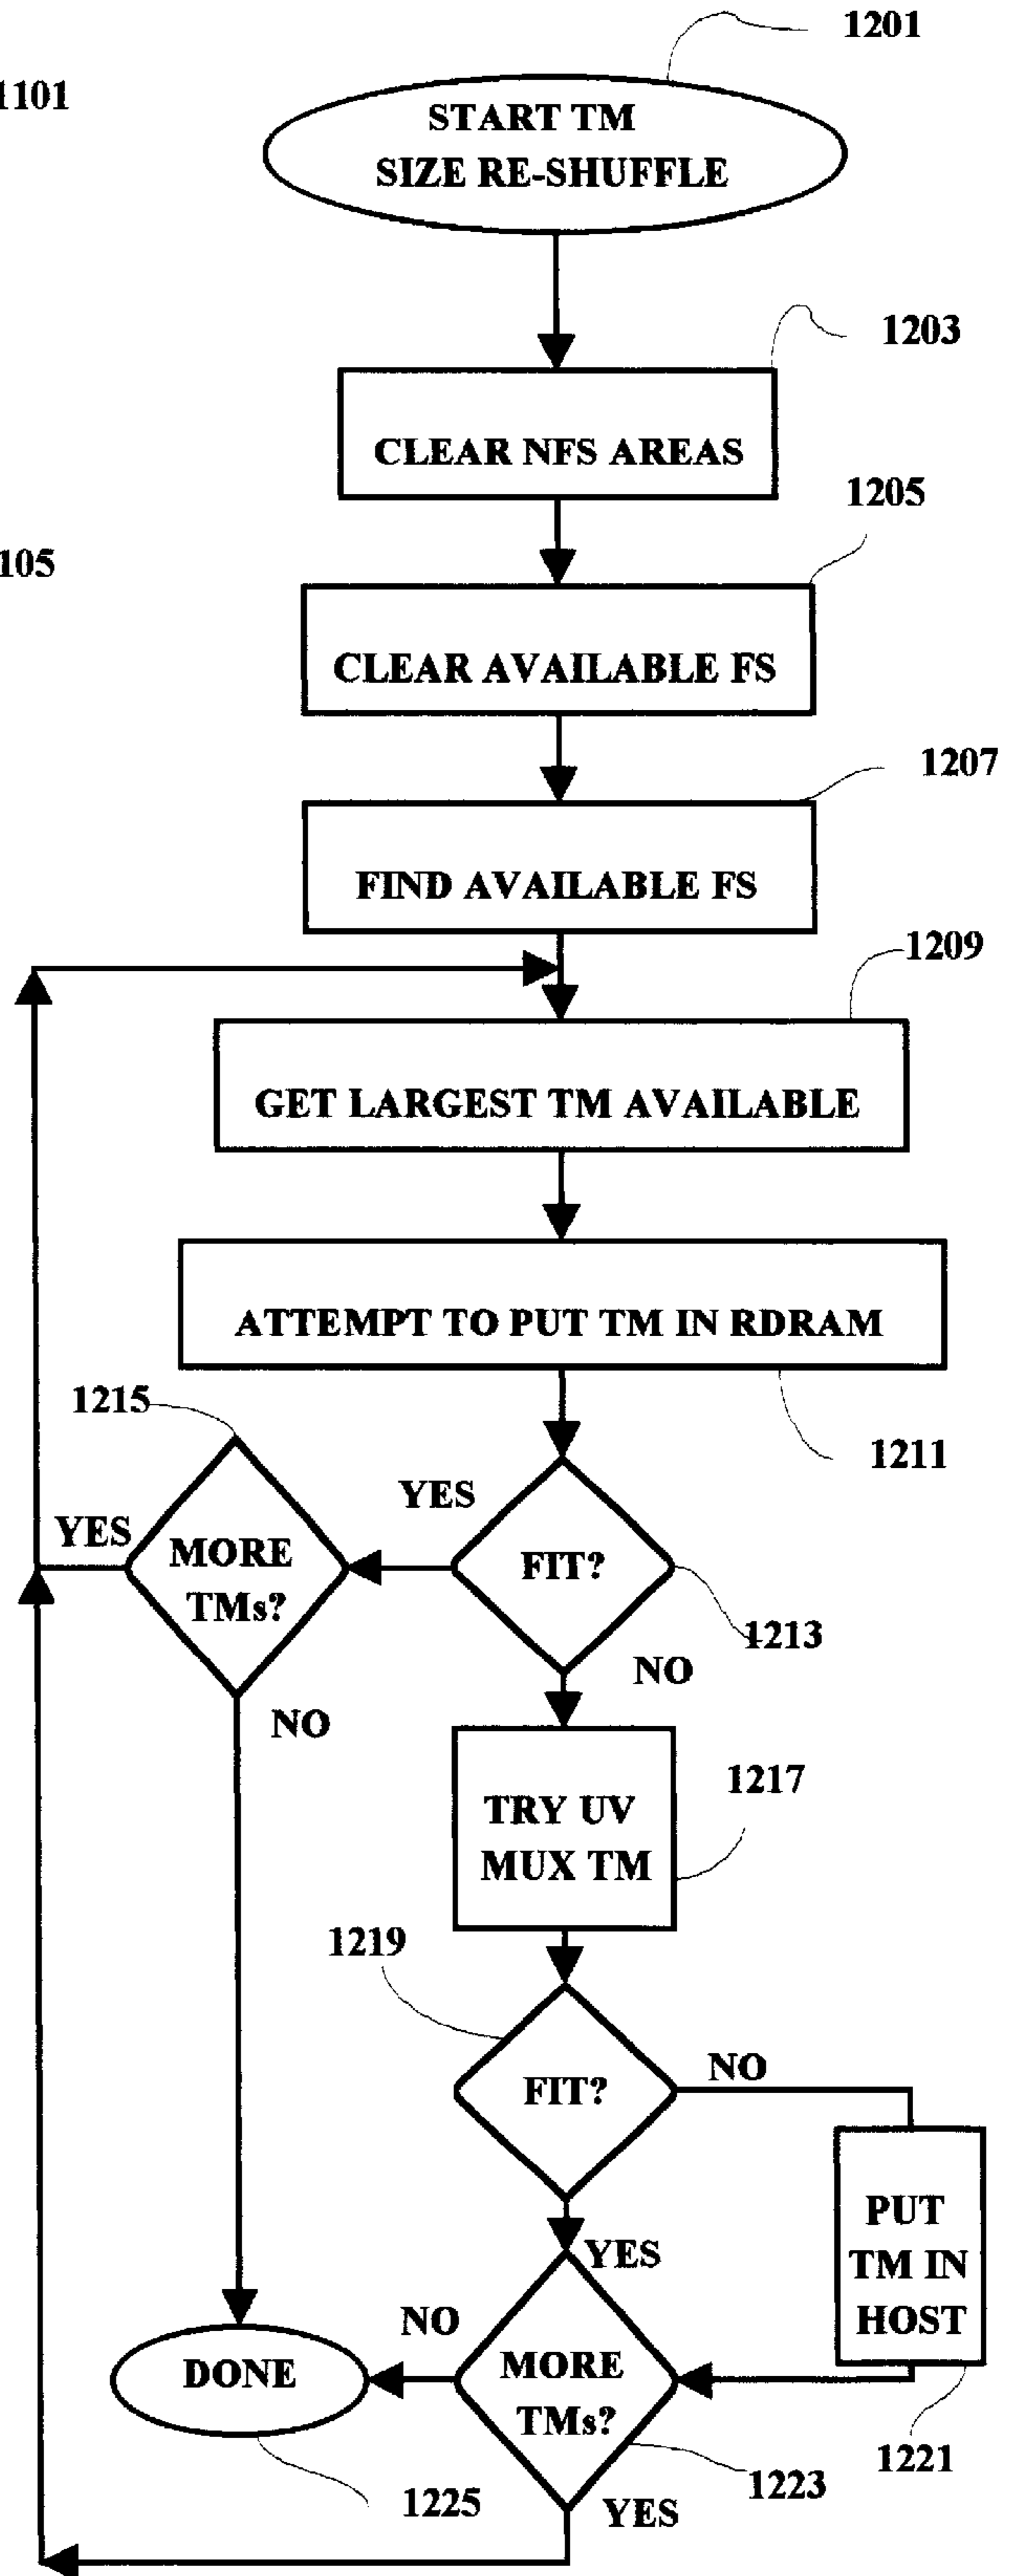 1201
1101
START TM
SIZE RE-SHUFFLE
1203
CLEAR NFS AREAS
1205
105
CLEAR AVAILABLE FS
1207
FIND AVAILABLE FS
1209
GET LARGEST TM AVAILABLE
ATTEMPT TO PUT TM IN RDRAM
1215
1211
YES
YES
MORE
TMs?
FIT?
1213
NO
NO
1217
TRY UV
MUX TM
1219
NO
FIT?
PUT
TM IN
HOST
YES
NO
DONE
MORE
TMs?
1221
1223
1225
YES